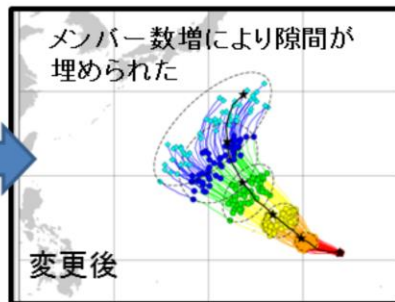 メンバー数増により隙間が
埋められた
変更後